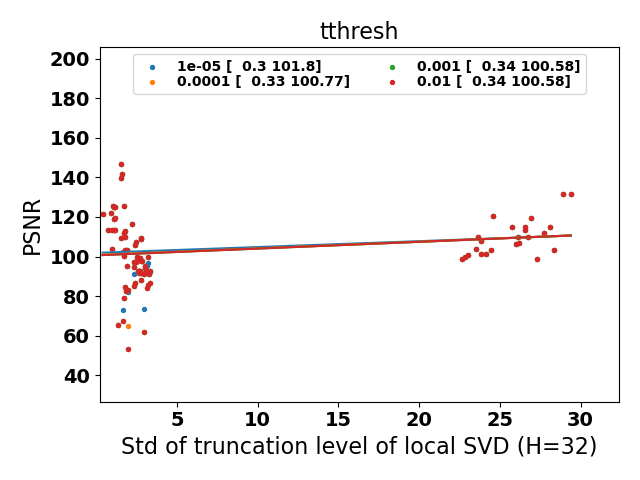 tthresh
1e-05 [  0.3 101.8]
0.0001 [  0.33 100.77]
0.001 [  0.34 100.58]
0.01 [  0.34 100.58]
200
180
160
140
120
100
80
60
40
PSNR
5 10 15 20 25 30
Std of truncation level of local SVD (H=32)